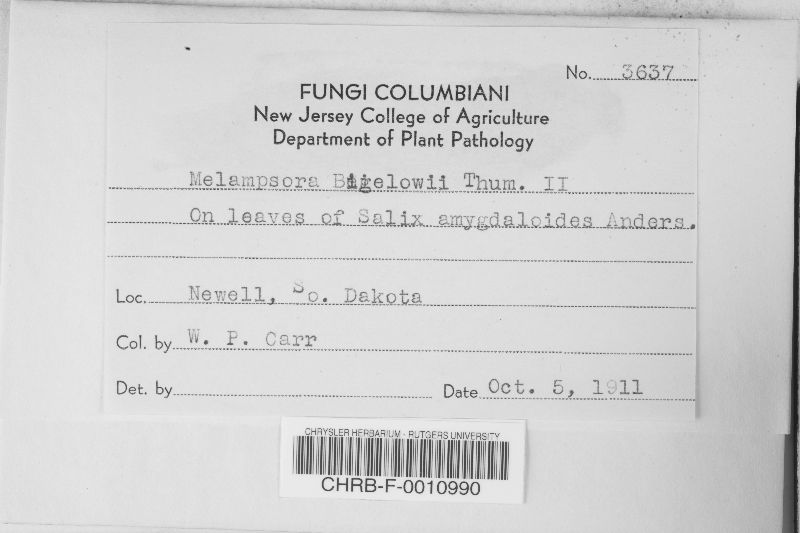 No. 3637
FUNGI COLUMBIANI
New Jersey College of Agriculture
Department of Plant Pathology
Melampsora Bigelowii Thum. II
On leaves of Salix amygdaloides Anders.
Loc. Newell, So. Dakota
Col. by W. P. Carr
Det. by
Date Oct. 5, 1911
CHRYSLER HERBARIUM - RUTGERS UNIVERSITY
CHRB-F-0010990